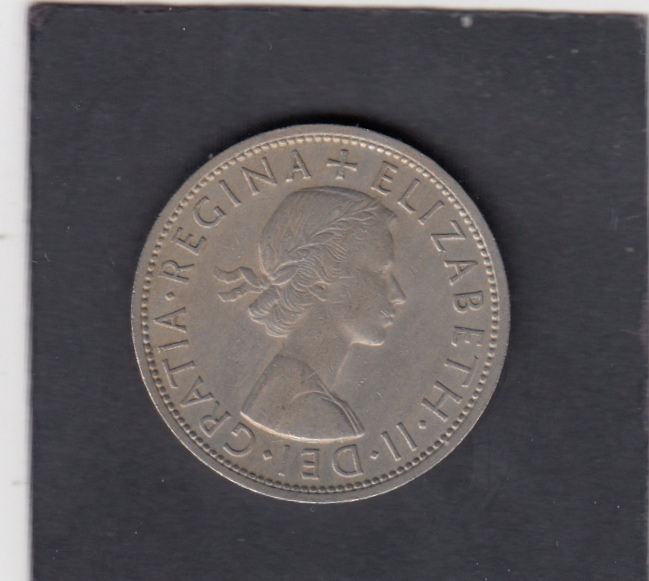 + ELIZABETH · II · DEI · GRATIA · REGINA